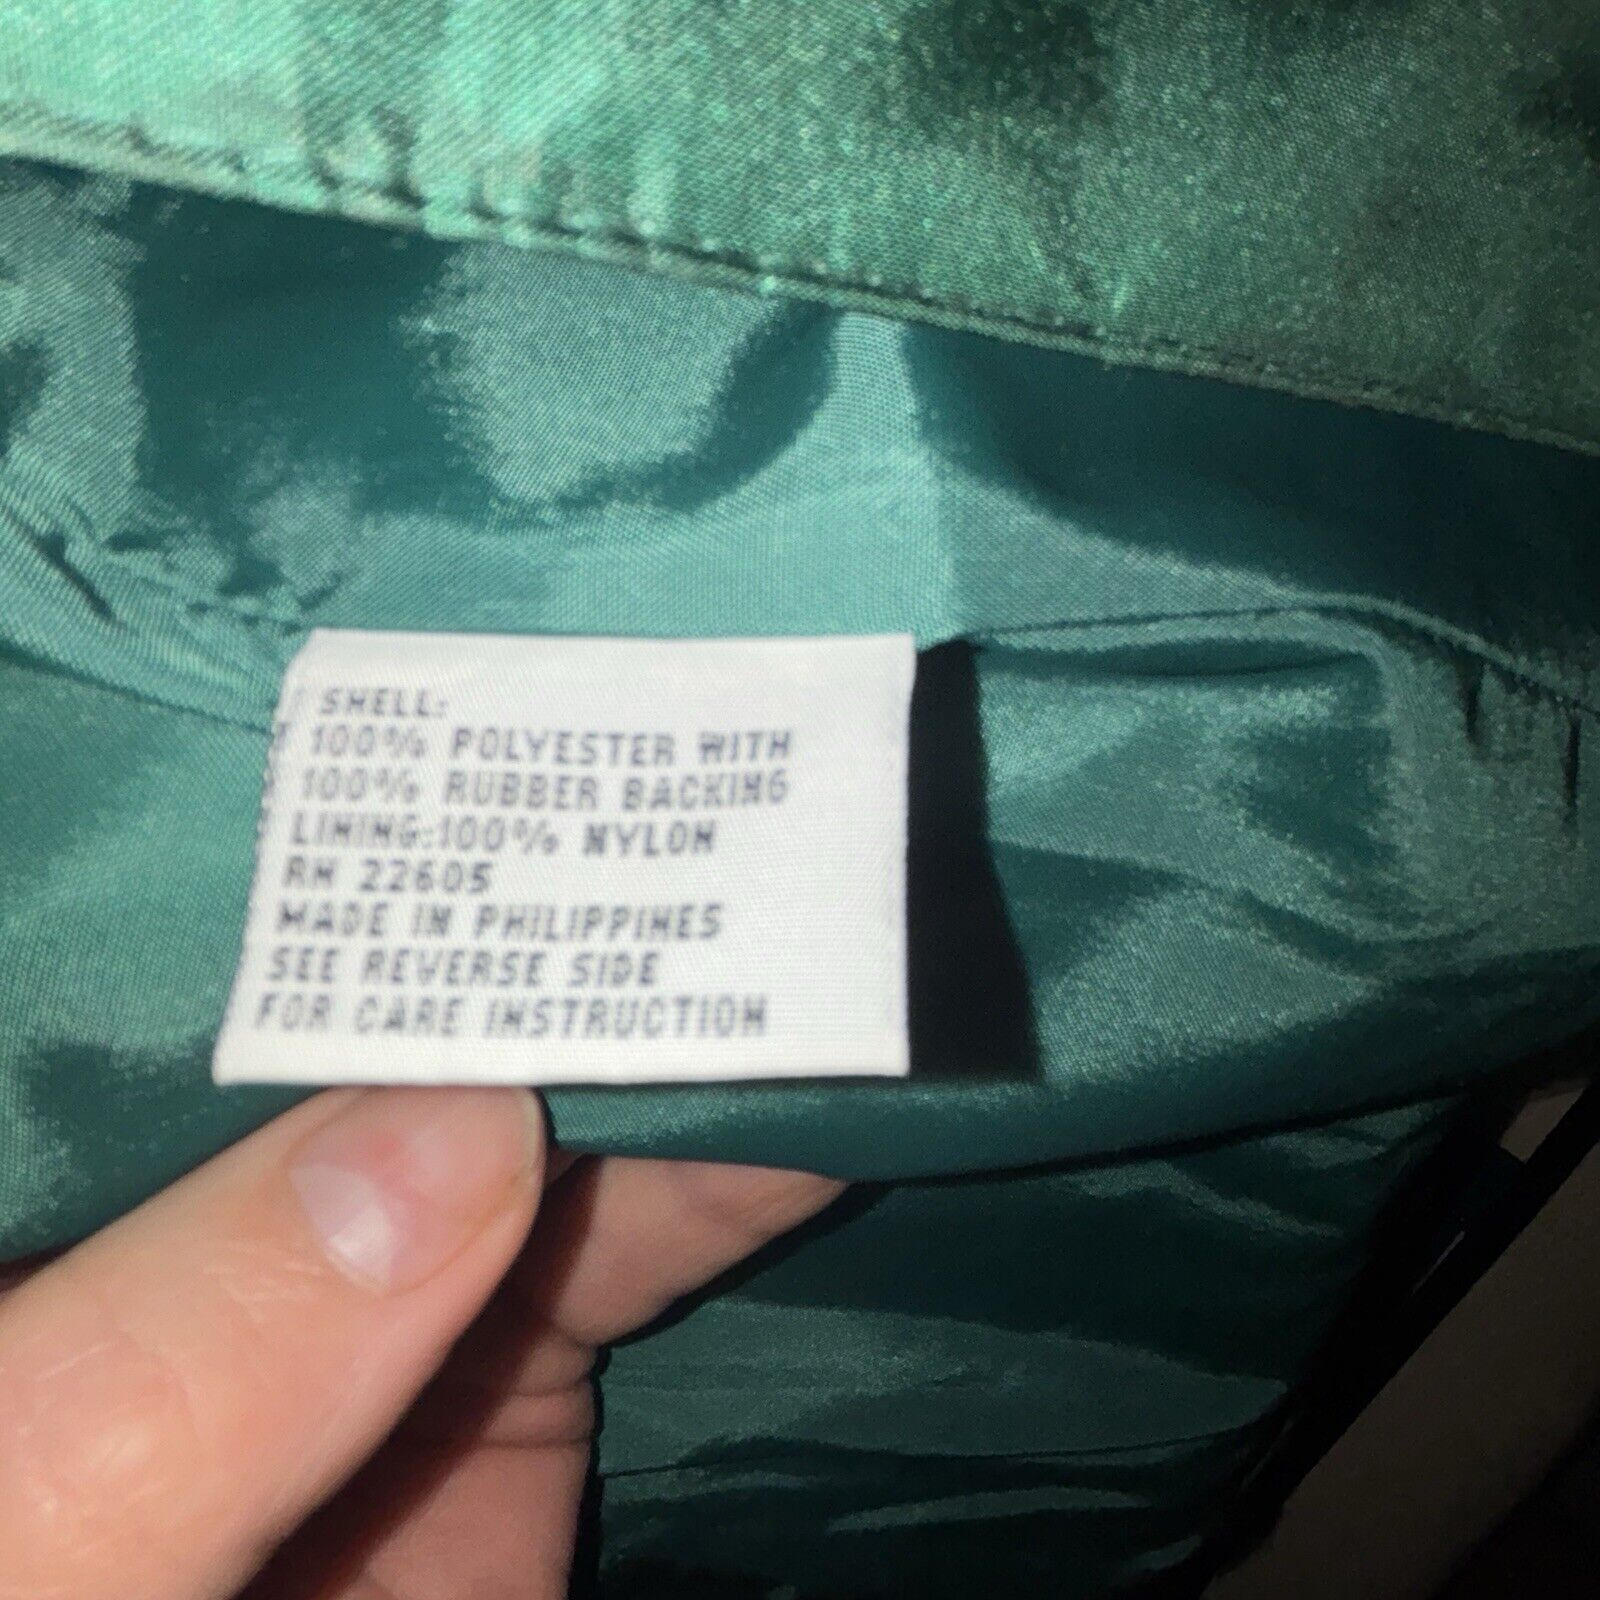 SHELL:
100% POLYESTER WITH
100% RUBBER BACKING
LINING:100% NYLON
RN 22605
MADE IN PHILIPPINES
SEE REVERSE SIDE
FOR CARE INSTRUCTION